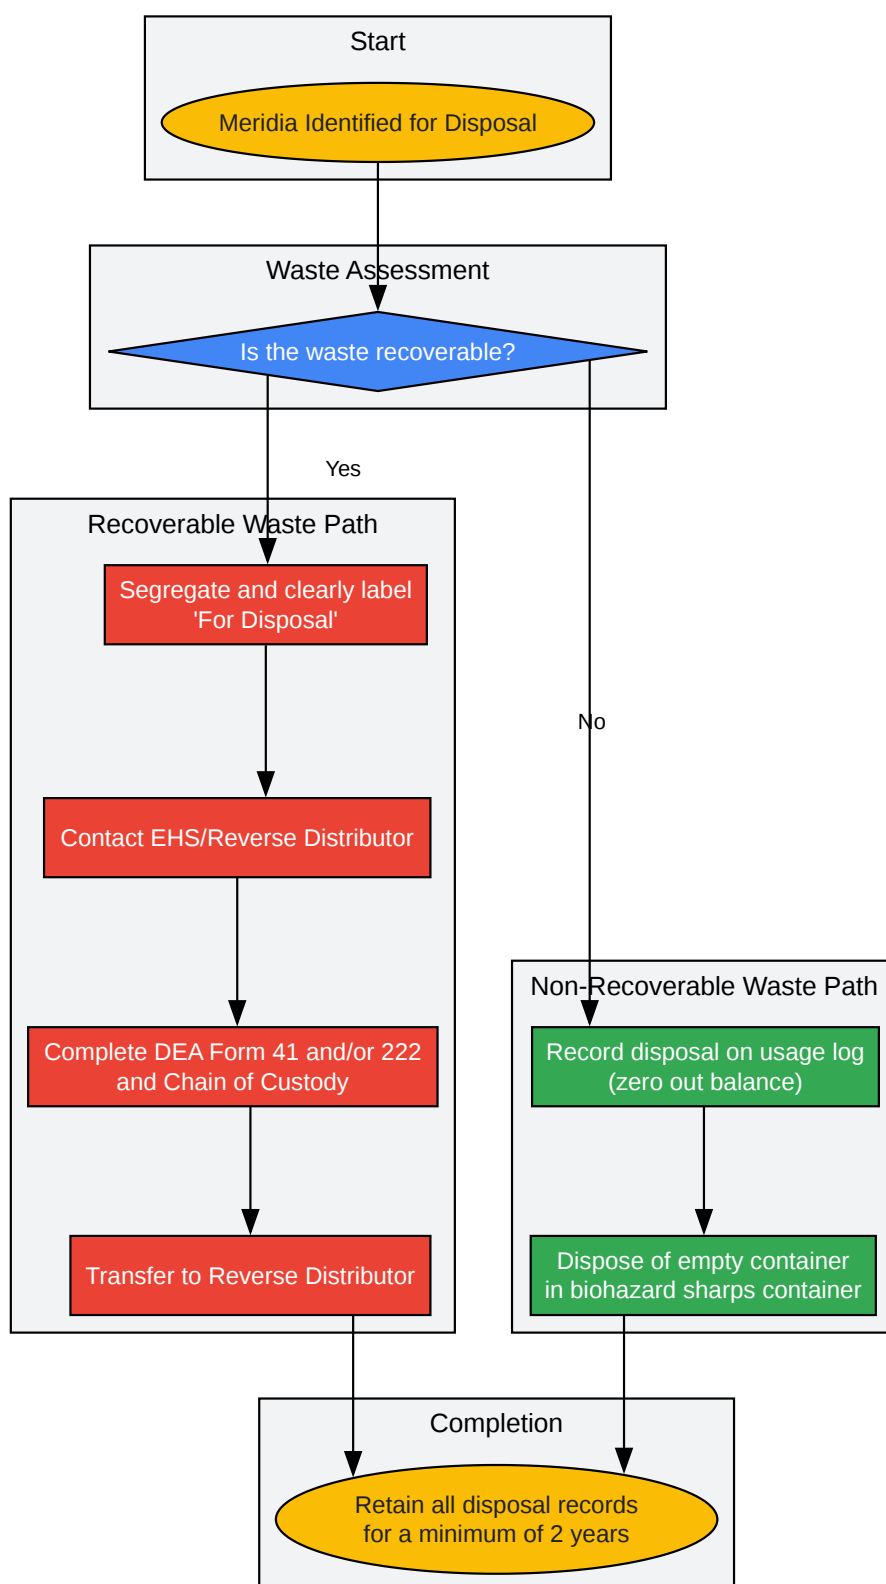 Start
Meridia Identified for Disposal
Waste Assessment
Is the waste recoverable?
Yes
Recoverable Waste Path
Segregate and clearly label
'For Disposal'
Contact EHS/Reverse Distributor
Complete DEA Form 41 and/or 222
and Chain of Custody
Transfer to Reverse Distributor
No
Non-Recoverable Waste Path
Record disposal on usage log
(zero out balance)
Dispose of empty container
in biohazard sharps container
Completion
Retain all disposal records
for a minimum of 2 years